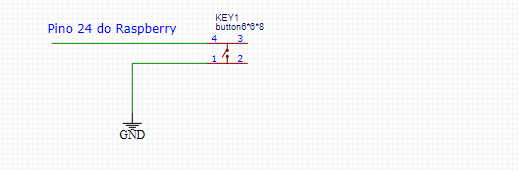 KEY1
Pino 24 do Raspberry
button6*6*8
4 3
1 2
GND